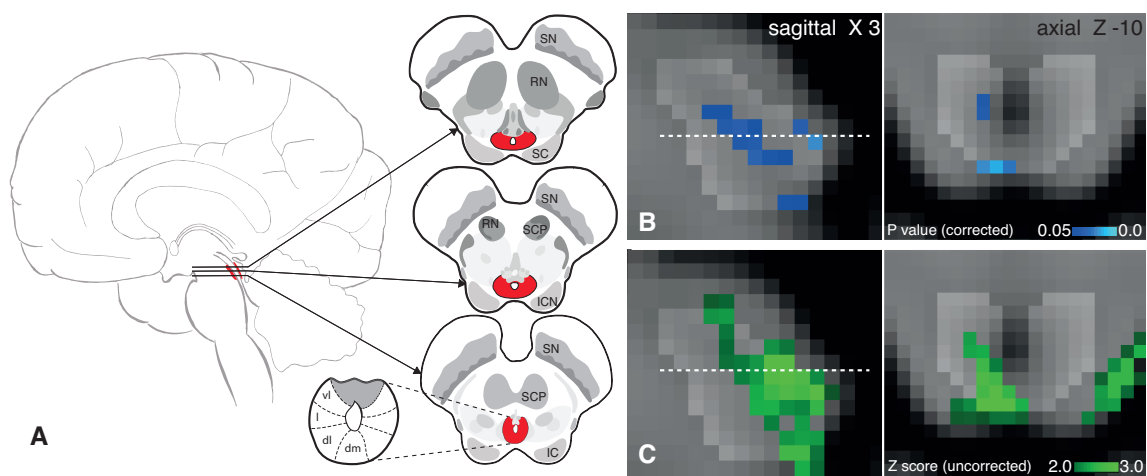 SN
RN
SC
SN
RN
SCP
ICN
SN
SCP
IC
vl
l
dl
dm
A
sagittal X 3
axial Z -10
B
P value (corrected)
0.05
0.0
C
Z score (uncorrected)
2.0
3.0